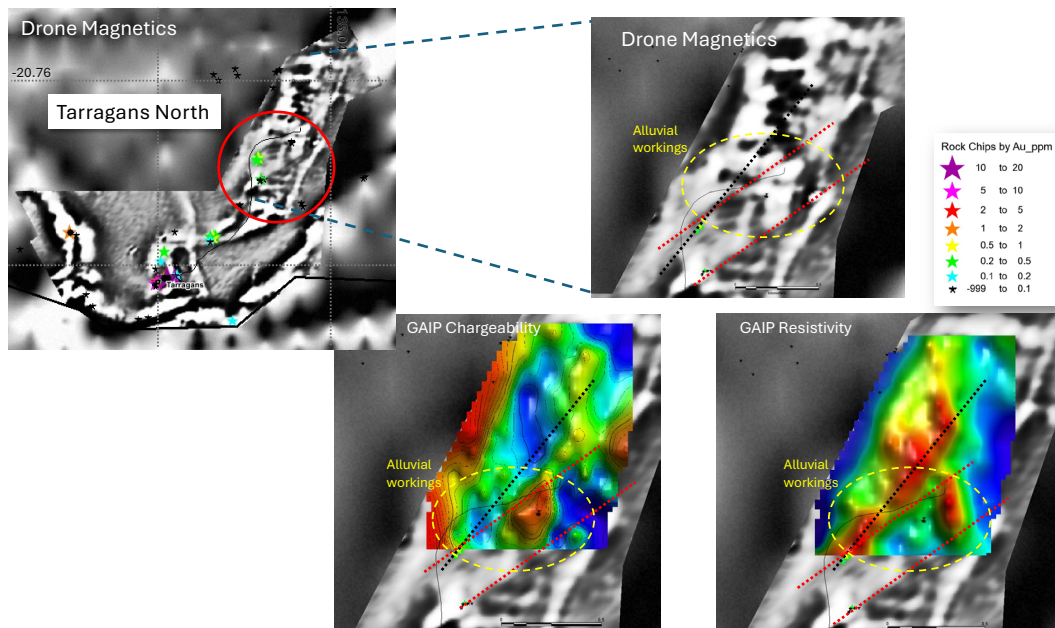 Drone Magnetics
-20.76
Tarragans North
Tarragans
Drone Magnetics
Alluvial
workings
Rock Chips by Au_ppm
10 to 20
5 to 10
2 to 5
1 to 2
0.5 to 1
0.2 to 0.5
0.1 to 0.2
-999 to 0.1
GAIP Chargeability
Alluvial
workings
GAIP Resistivity
Alluvial
workings